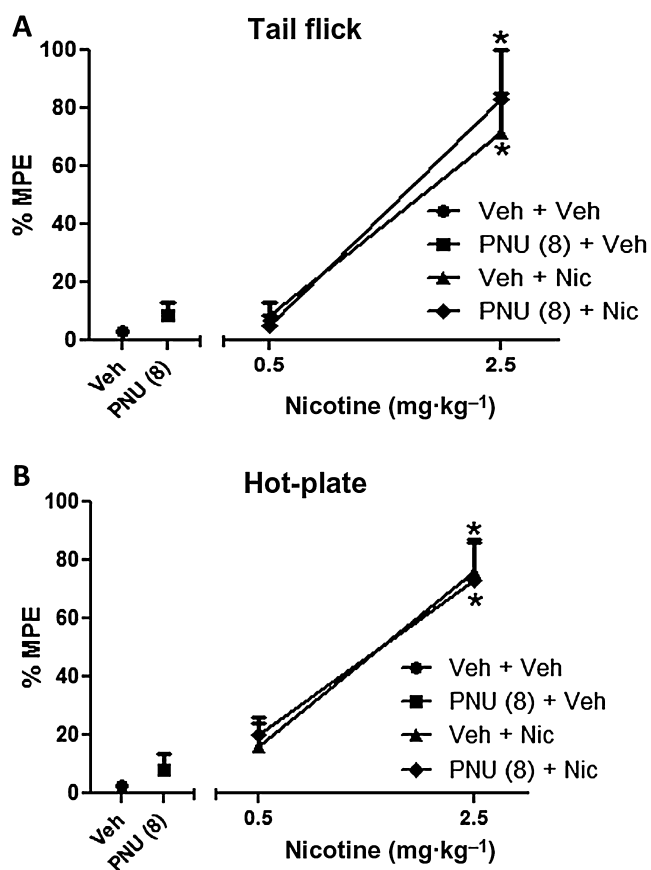 A
Tail flick
100
80
60
40
20
0
% MPE
Veh
PNU (8)
0.5
2.5
Nicotine (mg·kg⁻¹)
*
*
Veh + Veh
PNU (8) + Veh
Veh + Nic
PNU (8) + Nic
B
Hot-plate
100
80
60
40
20
0
% MPE
Veh
PNU (8)
0.5
2.5
Nicotine (mg·kg⁻¹)
*
*
Veh + Veh
PNU (8) + Veh
Veh + Nic
PNU (8) + Nic